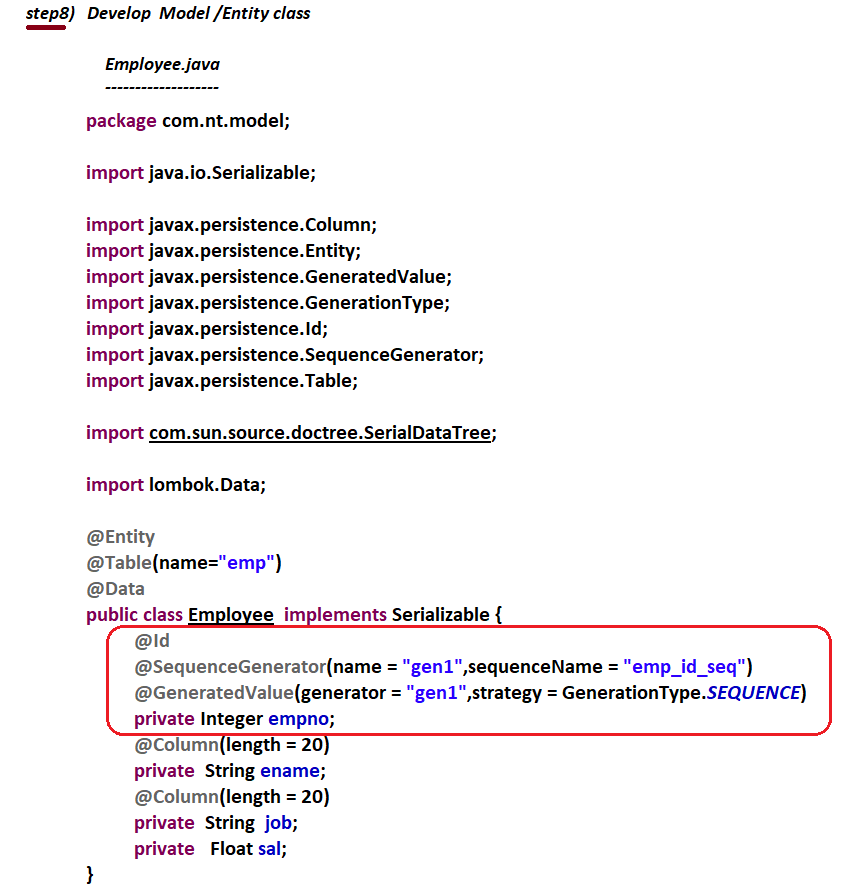 step8) Develop Model /Entity class
Employee.java
-------------------
package com.nt.model;
import java.io.Serializable;
import javax.persistence.Column;
import javax.persistence.Entity;
import javax.persistence.GeneratedValue;
import javax.persistence.GenerationType;
import javax.persistence.Id;
import javax.persistence.SequenceGenerator;
import javax.persistence.Table;
import com.sun.source.doctree.SerialDataTree;
import lombok.Data;
@Entity
@Table(name="emp")
@Data
public class Employee implements Serializable {
@Id
@SequenceGenerator(name = "gen1",sequenceName = "emp_id_seq")
@GeneratedValue(generator = "gen1",strategy = GenerationType.SEQUENCE)
private Integer empno;
@Column(length = 20)
private String ename;
@Column(length = 20)
private String job;
private Float sal;
}